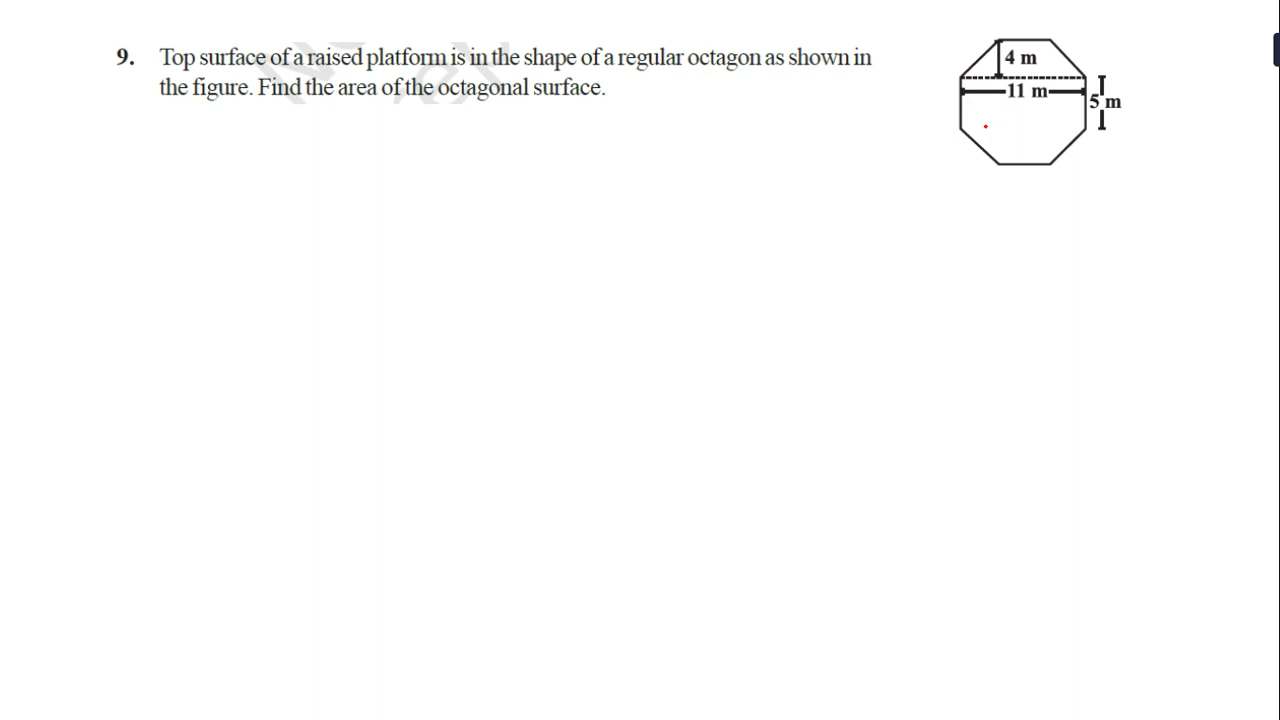 9. Top surface of a raised platform is in the shape of a regular octagon as shown in
the figure. Find the area of the octagonal surface.
4 m
11 m
5 m